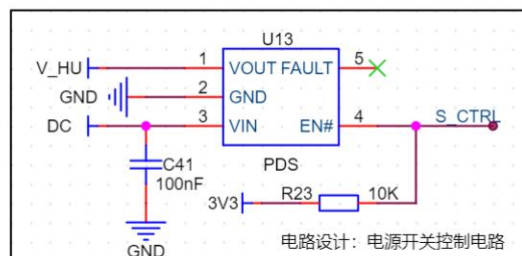 U13
V_HU 1 VOUT FAULT 5
GND 2 GND
DC 3 VIN EN# 4 S_CTRL
C41 PDS
100nF
3V3 R23 10K
GND
电路设计：电源开关控制电路